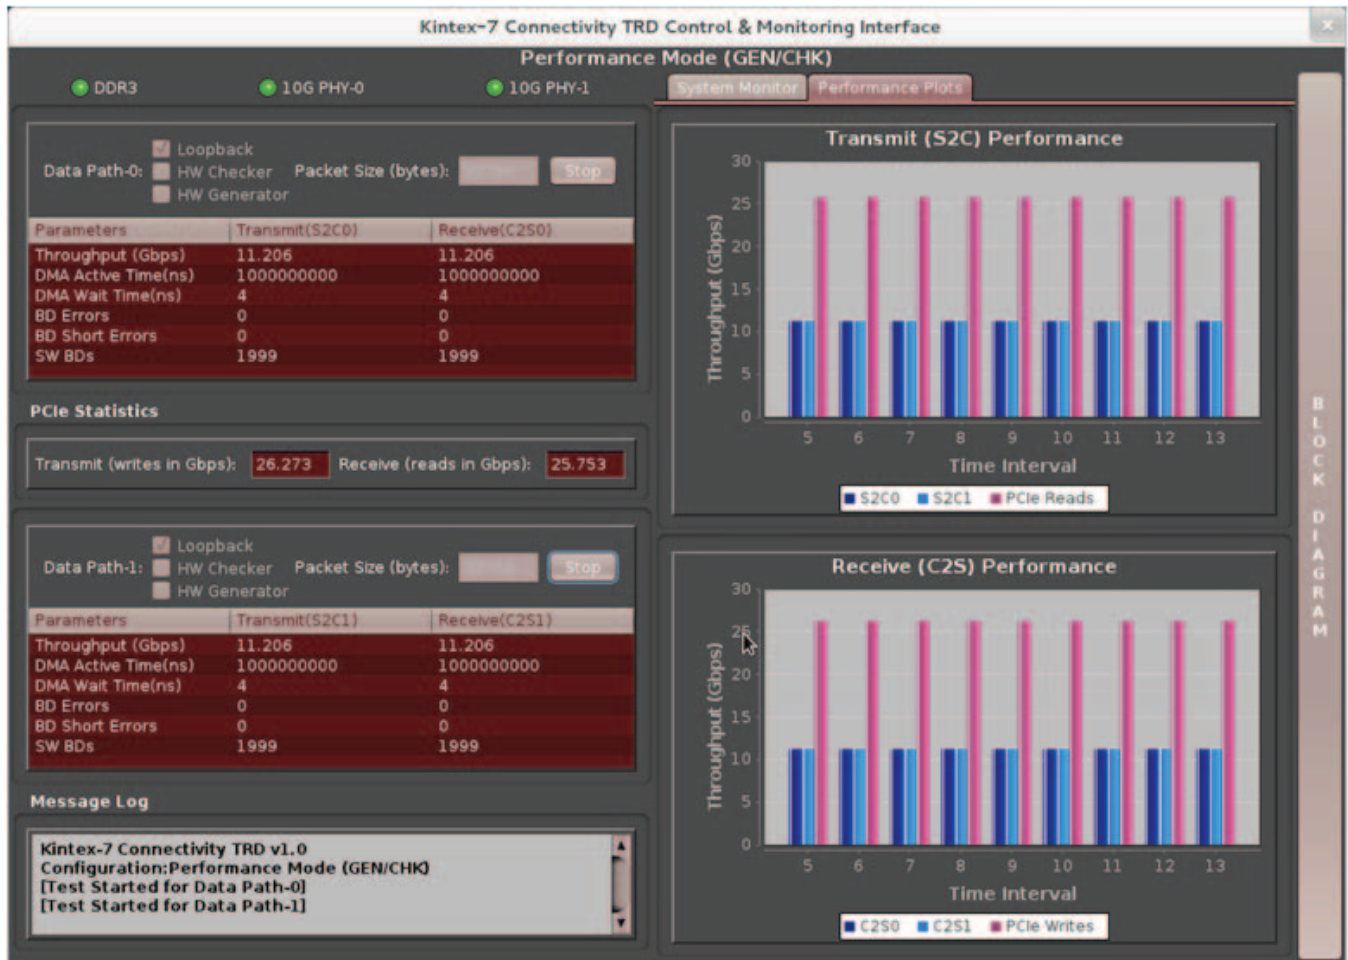 Kintex-7 Connectivity TRD Control & Monitoring Interface
Performance Mode (GEN/CHK)
DDR3 10G PHY-0 10G PHY-1
System Monitor Performance Plots
Data Path-0:
Loopback
HW Checker
HW Generator
Packet Size (bytes): Stop
Parameters Transmit(S2C0) Receive(C2S0)
Throughput (Gbps) 11.206 11.206
DMA Active Time(ns) 1000000000 1000000000
DMA Wait Time(ns) 4 4
BD Errors 0 0
BD Short Errors 0 0
SW BDs 1999 1999
PCIe Statistics
Transmit (writes in Gbps): 26.273 Receive (reads in Gbps): 25.753
Data Path-1:
Loopback
HW Checker
HW Generator
Packet Size (bytes): Stop
Parameters Transmit(S2C1) Receive(C2S1)
Throughput (Gbps) 11.206 11.206
DMA Active Time(ns) 1000000000 1000000000
DMA Wait Time(ns) 4 4
BD Errors 0 0
BD Short Errors 0 0
SW BDs 1999 1999
Message Log
Kintex-7 Connectivity TRD v1.0
Configuration:Performance Mode (GEN/CHK)
[Test Started for Data Path-0]
[Test Started for Data Path-1]
Transmit (S2C) Performance
Throughput (Gbps)
30
25
20
15
10
5
0
5 6 7 8 9 10 11 12 13
Time Interval
S2C0 S2C1 PCIe Reads
Receive (C2S) Performance
Throughput (Gbps)
30
25
20
15
10
5
0
5 6 7 8 9 10 11 12 13
Time Interval
C2S0 C2S1 PCIe Writes
BLOCK DIAGRAM